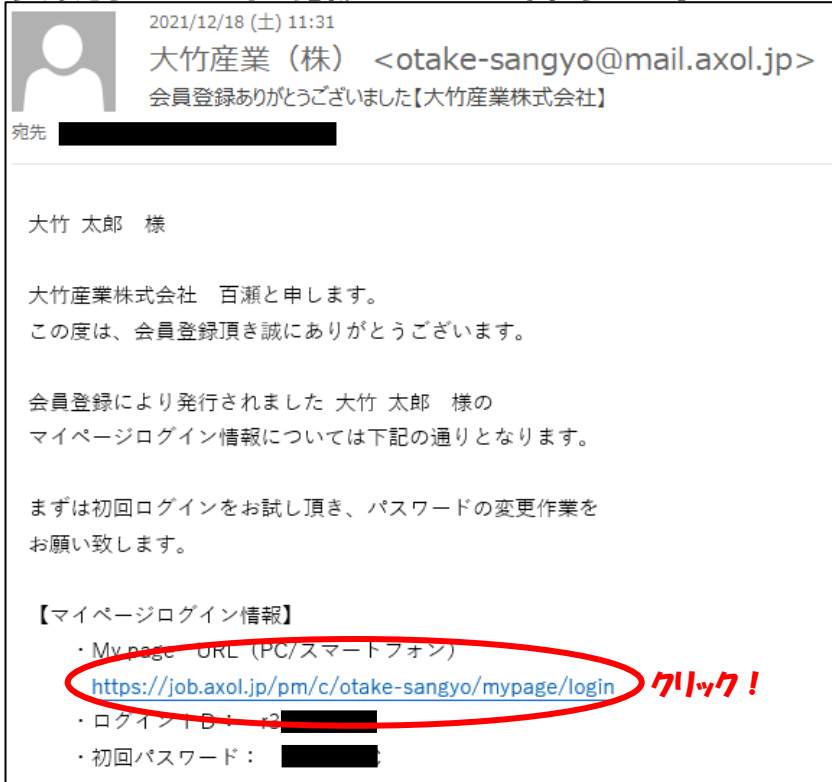 2021/12/18 (土) 11:31
大竹産業（株） <otake-sangyo@mail.axol.jp>
会員登録ありがとうございました【大竹産業株式会社】
宛先
大竹 太郎　様
大竹産業株式会社　百瀬と申します。
この度は、会員登録頂き誠にありがとうございます。
会員登録により発行されました 大竹 太郎　様の
マイページログイン情報については下記の通りとなります。
まずは初回ログインをお試し頂き、パスワードの変更作業を
お願い致します。
【マイページログイン情報】
・My page　URL（PC/スマートフォン）
https://job.axol.jp/pm/c/otake-sangyo/mypage/login
クリック！
・ログインID：　r3
・初回パスワード：